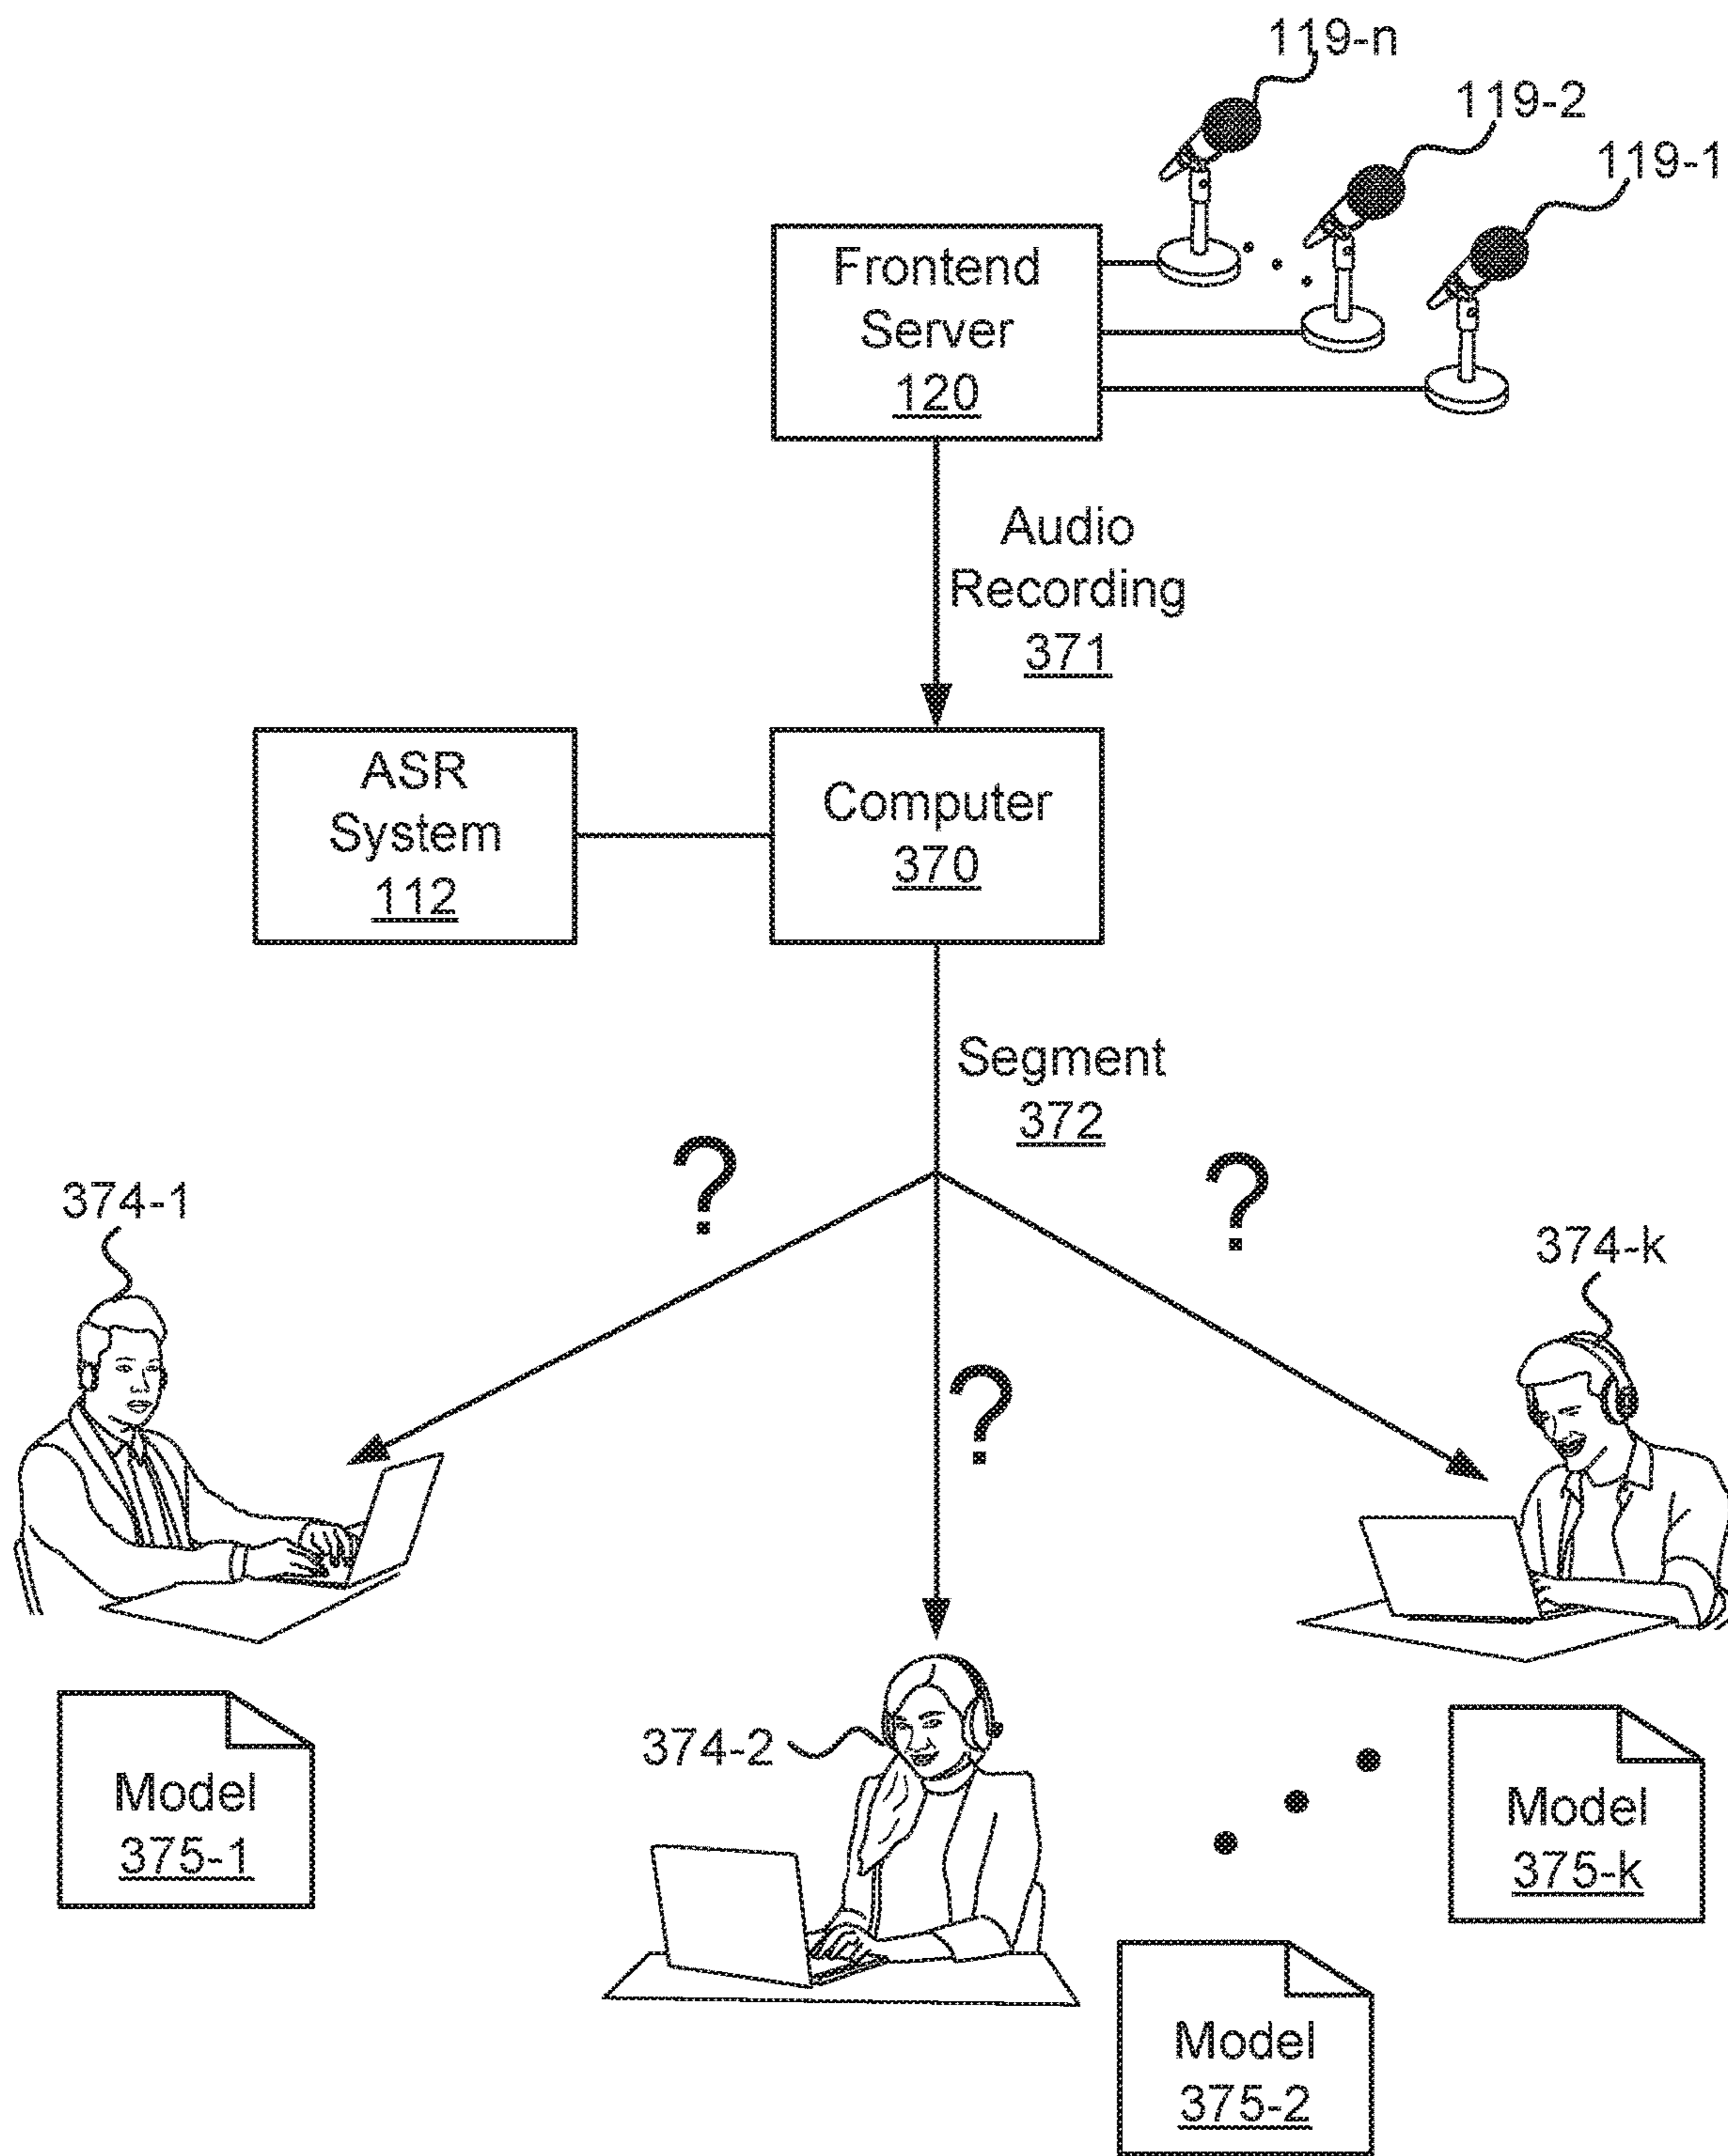 119-n
119-2
119-1
Frontend
Server
120
Audio
Recording
371
ASR
System
112
Computer
370
Segment
372
?
?
374-1
374-k
?
374-2
Model
375-1
Model
375-k
Model
375-2